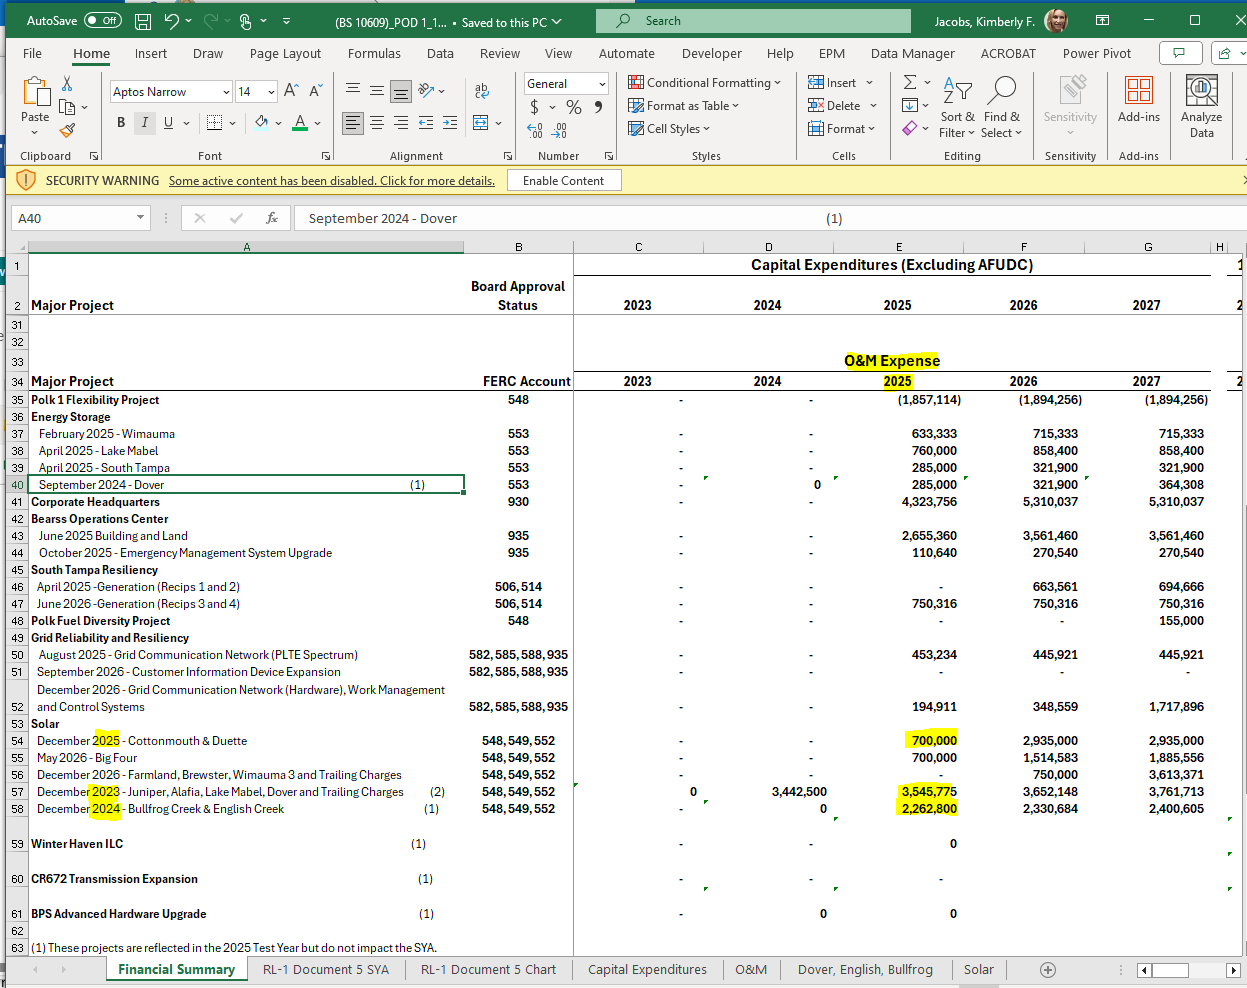 AutoSave Off (BS 10609)_POD 1_1... • Saved to this PC Search Jacobs, Kimberly F.
File Home Insert Draw Page Layout Formulas Data Review View Automate Developer Help EPM Data Manager ACROBAT Power Pivot
Paste Aptos Narrow 14 A A ab General Conditional Formatting Insert Σ
B I U A $ % 9 Format as Table Delete Sort & Find & Sensitivity Add-ins Analyze
Cell Styles Format Filter Select Data
Clipboard Font Alignment Number Styles Cells Editing Sensitivity Add-ins
SECURITY WARNING Some active content has been disabled. Click for more details. Enable Content
A40 fx September 2024 - Dover (1)
A B C D E F G H
1 Capital Expenditures (Excluding AFUDC)
Board Approval
2 Major Project Status 2023 2024 2025 2026 2027
31
32
33 O&M Expense
34 Major Project FERC Account 2023 2024 2025 2026 2027
35 Polk 1 Flexibility Project 548 - - (1,857,114) (1,894,256) (1,894,256)
36 Energy Storage
37 February 2025 - Wimauma 553 - - 633,333 715,333 715,333
38 April 2025 - Lake Mabel 553 - - 760,000 858,400 858,400
39 April 2025 - South Tampa 553 - - 285,000 321,900 321,900
40 September 2024 - Dover (1) 553 - 0 285,000 321,900 364,308
41 Corporate Headquarters 930 - - 4,323,756 5,310,037 5,310,037
42 Bearss Operations Center
43 June 2025 Building and Land 935 - - 2,655,360 3,561,460 3,561,460
44 October 2025 - Emergency Management System Upgrade 935 - - 110,640 270,540 270,540
45 South Tampa Resiliency
46 April 2025 -Generation (Recips 1 and 2) 506, 514 - - - 663,561 694,666
47 June 2026 -Generation (Recips 3 and 4) 506, 514 - - 750,316 750,316 750,316
48 Polk Fuel Diversity Project 548 - - - - 155,000
49 Grid Reliability and Resiliency
50 August 2025 - Grid Communication Network (PLTE Spectrum) 582, 585, 588, 935 - - 453,234 445,921 445,921
51 September 2026 - Customer Information Device Expansion 582, 585, 588, 935 - - - - -
December 2026 - Grid Communication Network (Hardware), Work Management
52 and Control Systems 582, 585, 588, 935 - - 194,911 348,559 1,717,896
53 Solar
54 December 2025 - Cottonmouth & Duette 548, 549, 552 - - 700,000 2,935,000 2,935,000
55 May 2026 - Big Four 548, 549, 552 - - 700,000 1,514,583 1,885,556
56 December 2026 - Farmland, Brewster, Wimauma 3 and Trailing Charges 548, 549, 552 - - - 750,000 3,613,371
57 December 2023 - Juniper, Alafia, Lake Mabel, Dover and Trailing Charges (2) 548, 549, 552 0 3,442,500 3,545,775 3,652,148 3,761,713
58 December 2024 - Bullfrog Creek & English Creek (1) 548, 549, 552 - 0 2,262,800 2,330,684 2,400,605
59 Winter Haven ILC (1) - - 0
60 CR672 Transmission Expansion (1) - - -
61 BPS Advanced Hardware Upgrade (1) - 0 0
62
63 (1) These projects are reflected in the 2025 Test Year but do not impact the SYA.
Financial Summary RL-1 Document 5 SYA RL-1 Document 5 Chart Capital Expenditures O&M Dover, English, Bullfrog Solar